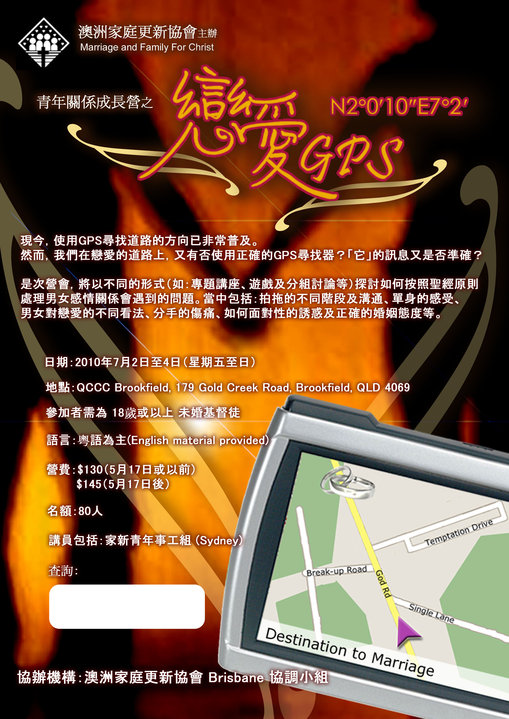 澳洲家庭更新協會主辦
Marriage and Family For Christ
青年關係成長營之
戀愛GPS
N2°0'10"E7°2'
現今，使用GPS尋找道路的方向已非常普及。
然而，我們在戀愛的道路上，又有否使用正確的GPS尋找器？「它」的訊息又是否準確？
是次營會，將以不同的形式（如：專題講座、遊戲及分組討論等）探討如何按照聖經原則
處理男女感情關係會遇到的問題。當中包括：拍拖的不同階段及溝通、單身的感受、
男女對戀愛的不同看法、分手的傷痛、如何面對性的誘惑及正確的婚姻態度等。
日期：2010年7月2日至4日（星期五至日）
地點：QCCC Brookfield, 179 Gold Creek Road, Brookfield, QLD 4069
參加者需為 18歲或以上 未婚基督徒
語言：粵語為主(English material provided)
營費：$130（5月17日或以前）
$145（5月17日後）
名額：80人
講員包括：家新青年事工組 (Sydney)
查詢：
Temptation Drive
Break-up Road
God Rd
Single Lane
Destination to Marriage
協辦機構：澳洲家庭更新協會 Brisbane 協調小組